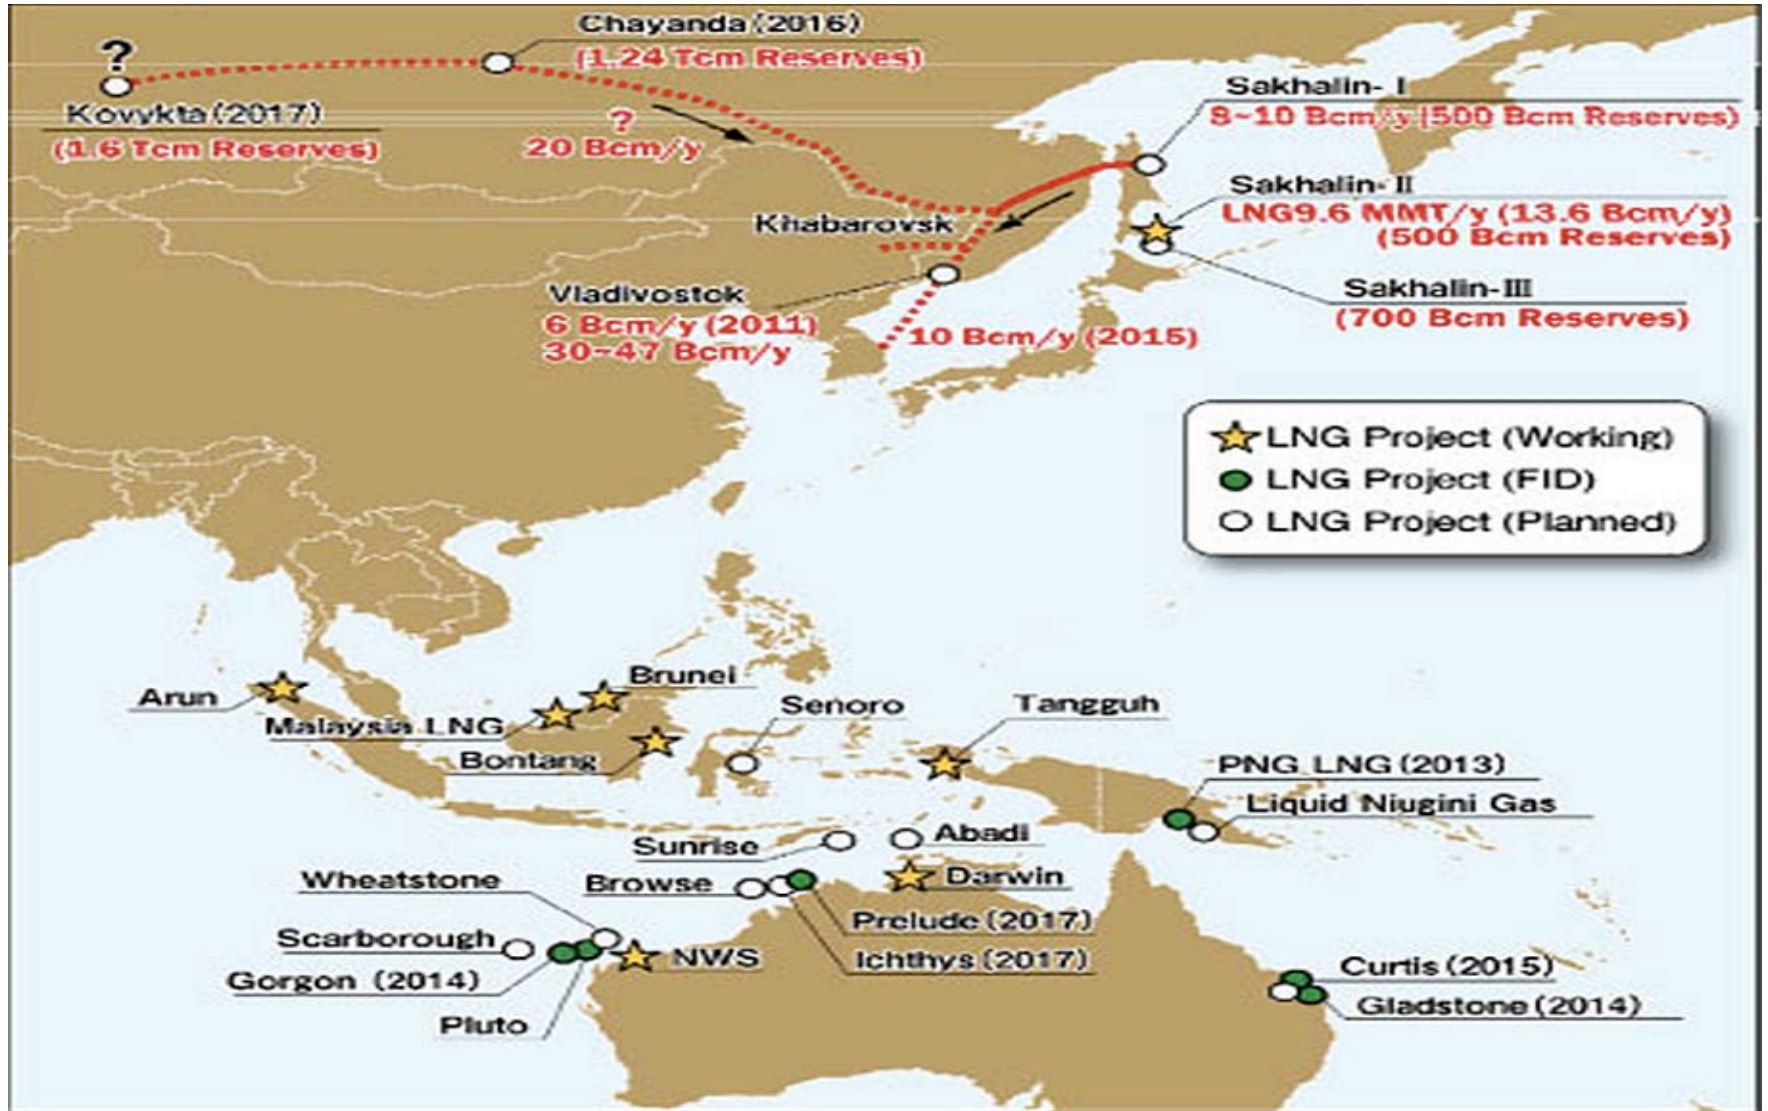 Chayanda (2016)
(1.24 Tcm Reserves)
?
Kovykta (2017)
(1.6 Tcm Reserves)
?
20 Bcm/y
Sakhalin- I
8~10 Bcm/y (500 Bcm Reserves)
Sakhalin- II
LNG9.6 MMT/y (13.6 Bcm/y)
(500 Bcm Reserves)
Khabarovsk
Sakhalin-III
(700 Bcm Reserves)
Vladivostok
6 Bcm/y (2011)
30~47 Bcm/y
10 Bcm/y (2015)
LNG Project (Working)
LNG Project (FID)
LNG Project (Planned)
Arun
Brunei
Malaysia LNG
Bontang
Senoro
Tangguh
PNG LNG (2013)
Liquid Niugini Gas
Sunrise
Abadi
Wheatstone
Browse
Darwin
Prelude (2017)
Ichthys (2017)
Scarborough
NWS
Gorgon (2014)
Pluto
Curtis (2015)
Gladstone (2014)